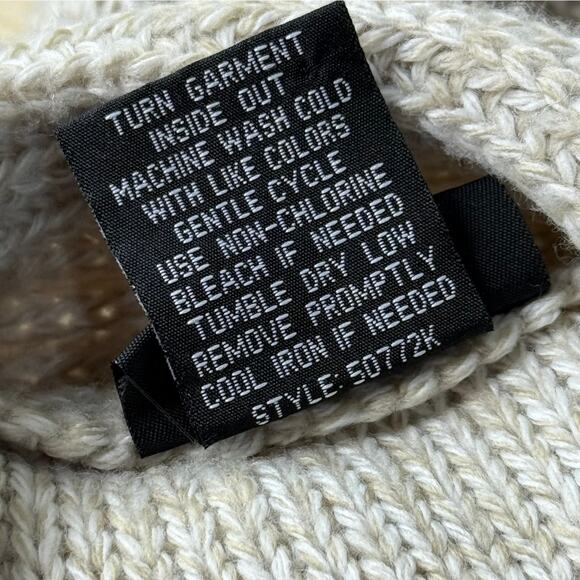 TURN GARMENT
INSIDE OUT
MACHINE WASH COLD
WITH LIKE COLORS
GENTLE CYCLE
USE NON-CHLORINE
BLEACH IF NEEDED
TUMBLE DRY LOW
REMOVE PROMPTLY
COOL IRON IF NEEDED
STYLE:50772K